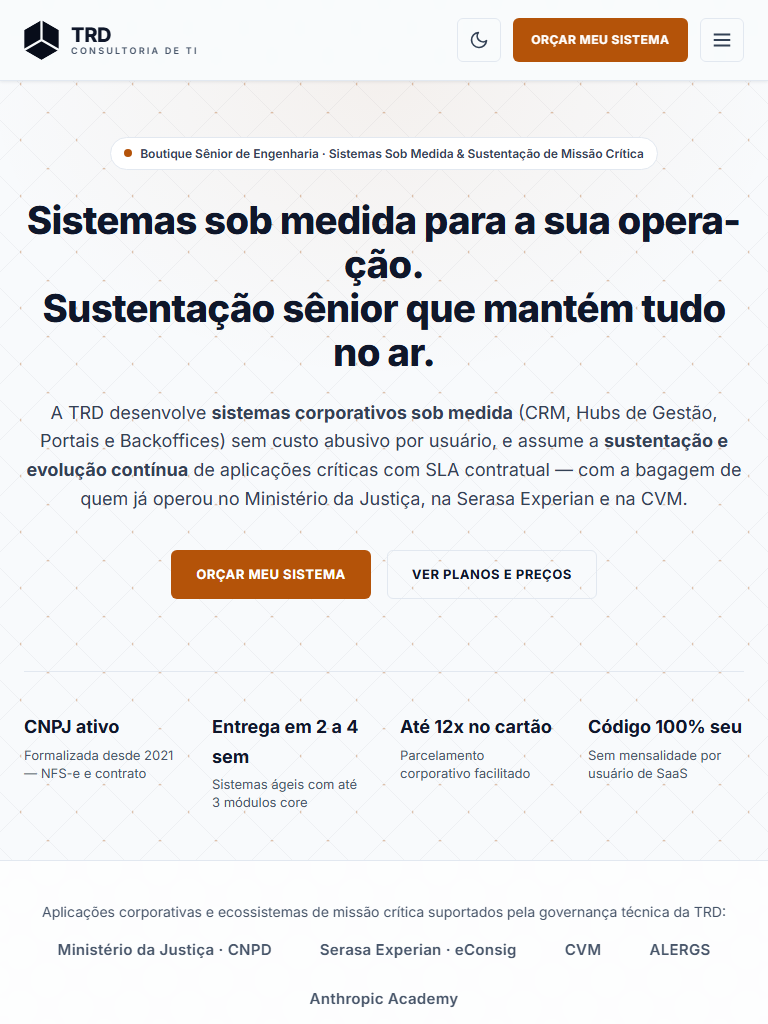 TRD
CONSULTORIA DE TI
ORÇAR MEU SISTEMA
Boutique Sênior de Engenharia · Sistemas Sob Medida & Sustentação de Missão Crítica
Sistemas sob medida para a sua opera-
ção.
Sustentação sênior que mantém tudo
no ar.
A TRD desenvolve sistemas corporativos sob medida (CRM, Hubs de Gestão,
Portais e Backoffices) sem custo abusivo por usuário, e assume a sustentação e
evolução contínua de aplicações críticas com SLA contratual — com a bagagem de
quem já operou no Ministério da Justiça, na Serasa Experian e na CVM.
ORÇAR MEU SISTEMA
VER PLANOS E PREÇOS
CNPJ ativo
Formalizada desde 2021
— NFS-e e contrato
Entrega em 2 a 4
sem
Sistemas ágeis com até
3 módulos core
Até 12x no cartão
Parcelamento
corporativo facilitado
Código 100% seu
Sem mensalidade por
usuário de SaaS
Aplicações corporativas e ecossistemas de missão crítica suportados pela governança técnica da TRD:
Ministério da Justiça · CNPD
Serasa Experian · eConsig
CVM
ALERGS
Anthropic Academy